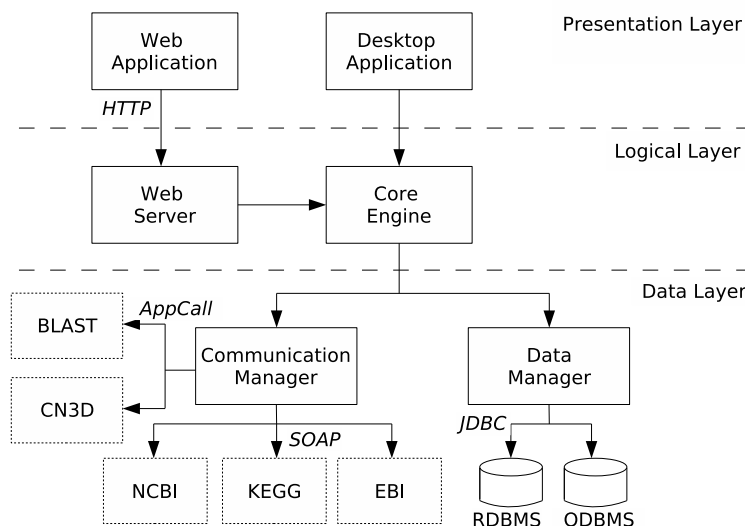 Presentation Layer
Web
Application
Desktop
Application
HTTP
Logical Layer
Web
Server
Core
Engine
Data Layer
AppCall
BLAST
Communication
Manager
Data
Manager
CN3D
JDBC
SOAP
NCBI
KEGG
EBI
RDBMS
ODBMS